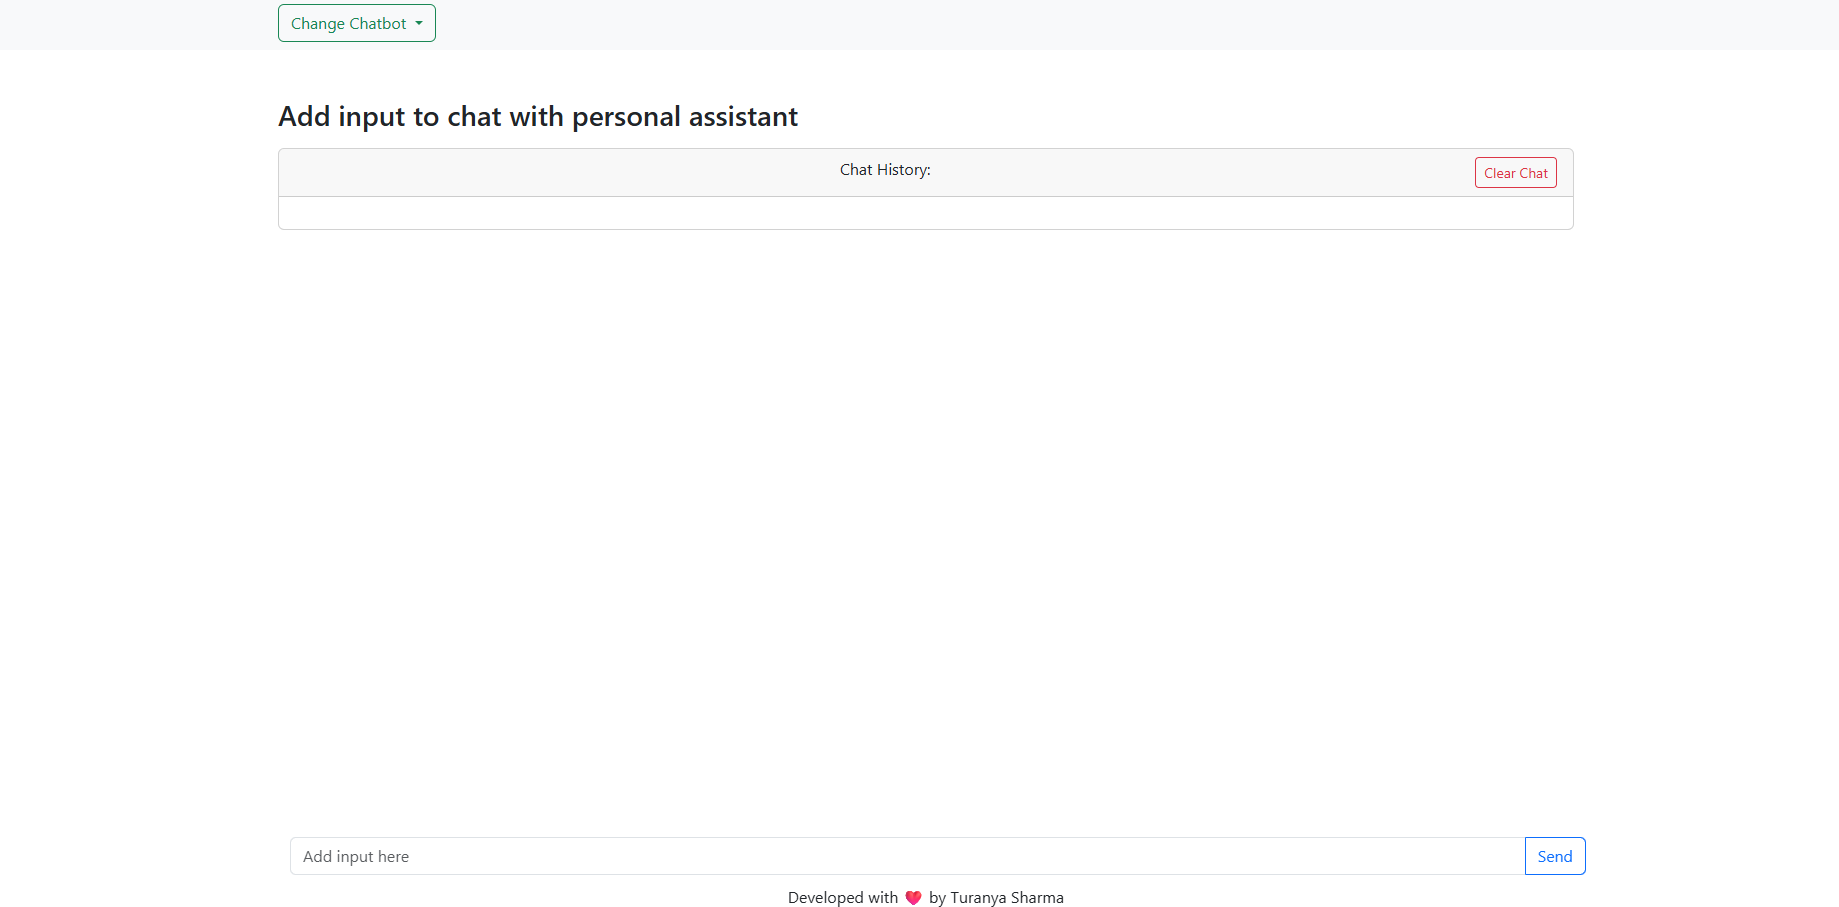 Change Chatbot
Add input to chat with personal assistant
Chat History:
Clear Chat
Add input here
Send
Developed with ❤️ by Turanya Sharma